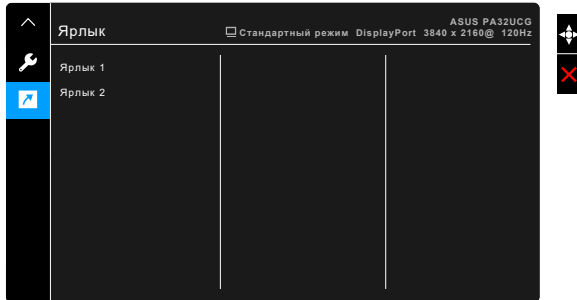 ASUS PA32UCG
Ярлык
Стандартный режим DisplayPort 3840 x 2160@ 120Hz
Ярлык 1
Ярлык 2